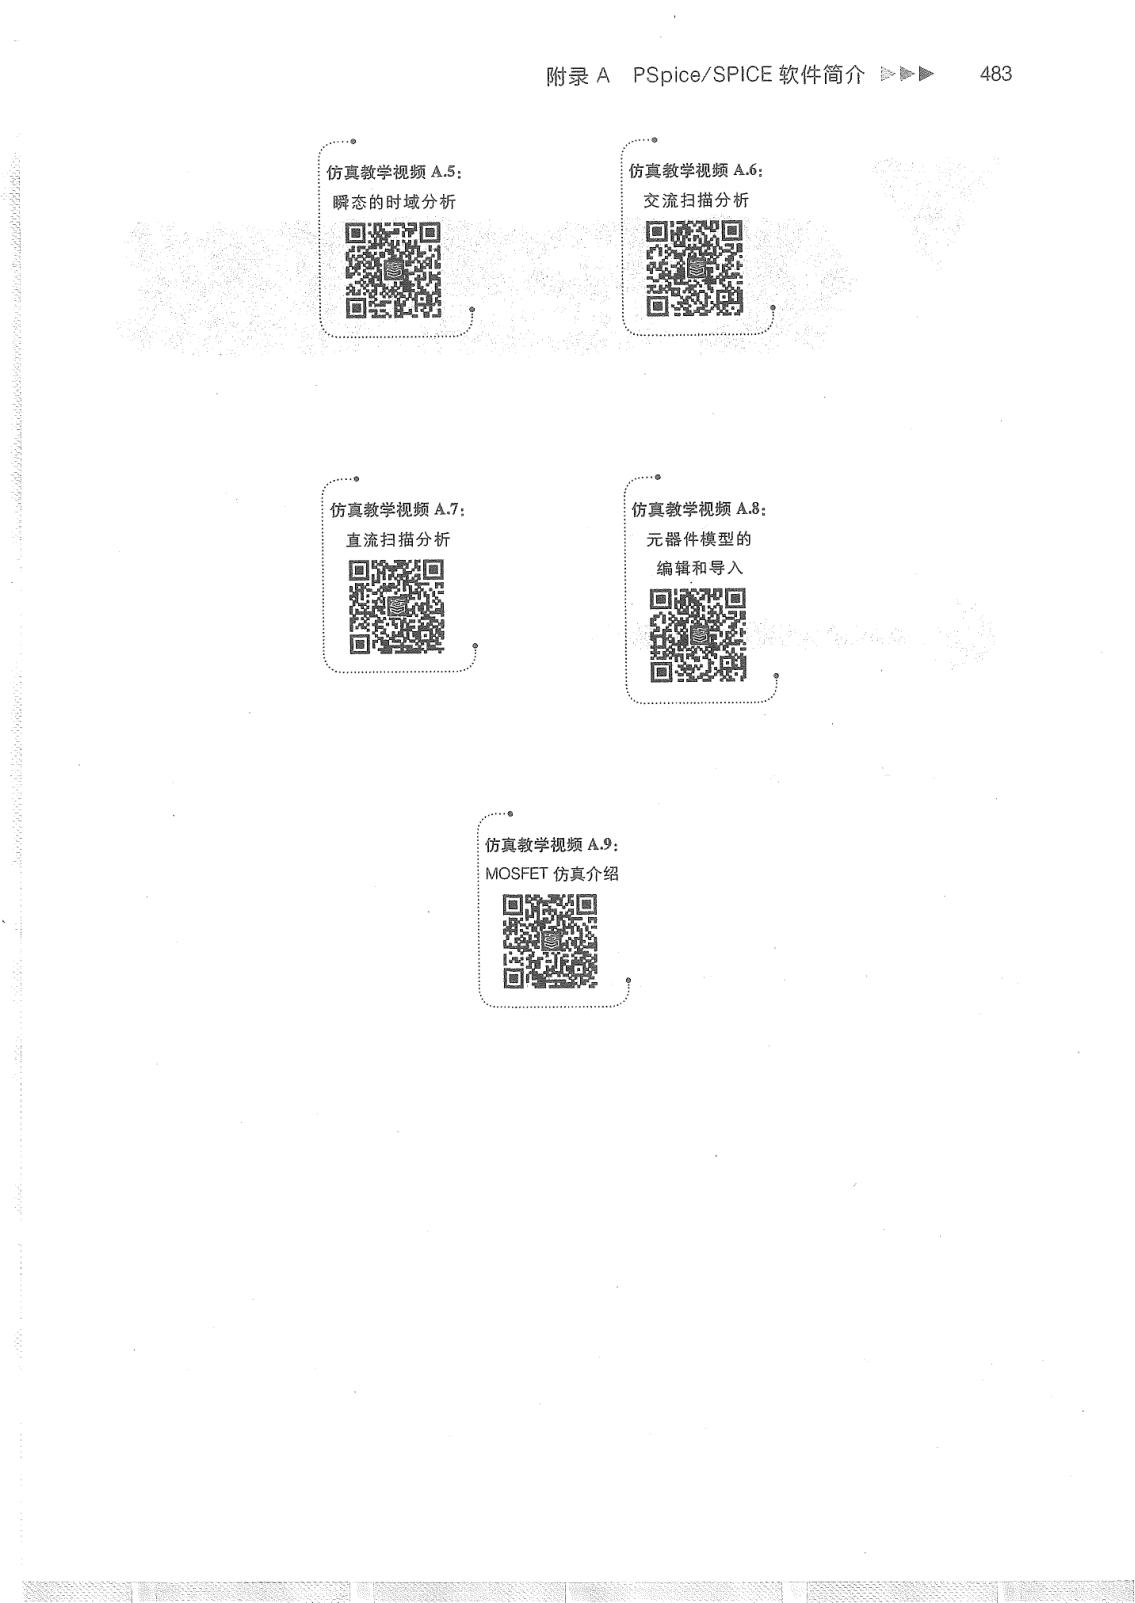 附录 A PSpice/SPICE 软件简介 483
仿真教学视频 A.5:
瞬态的时域分析
仿真教学视频 A.6:
交流扫描分析
仿真教学视频 A.7:
直流扫描分析
仿真教学视频 A.8:
元器件模型的
编辑和导入
仿真教学视频 A.9:
MOSFET 仿真介绍